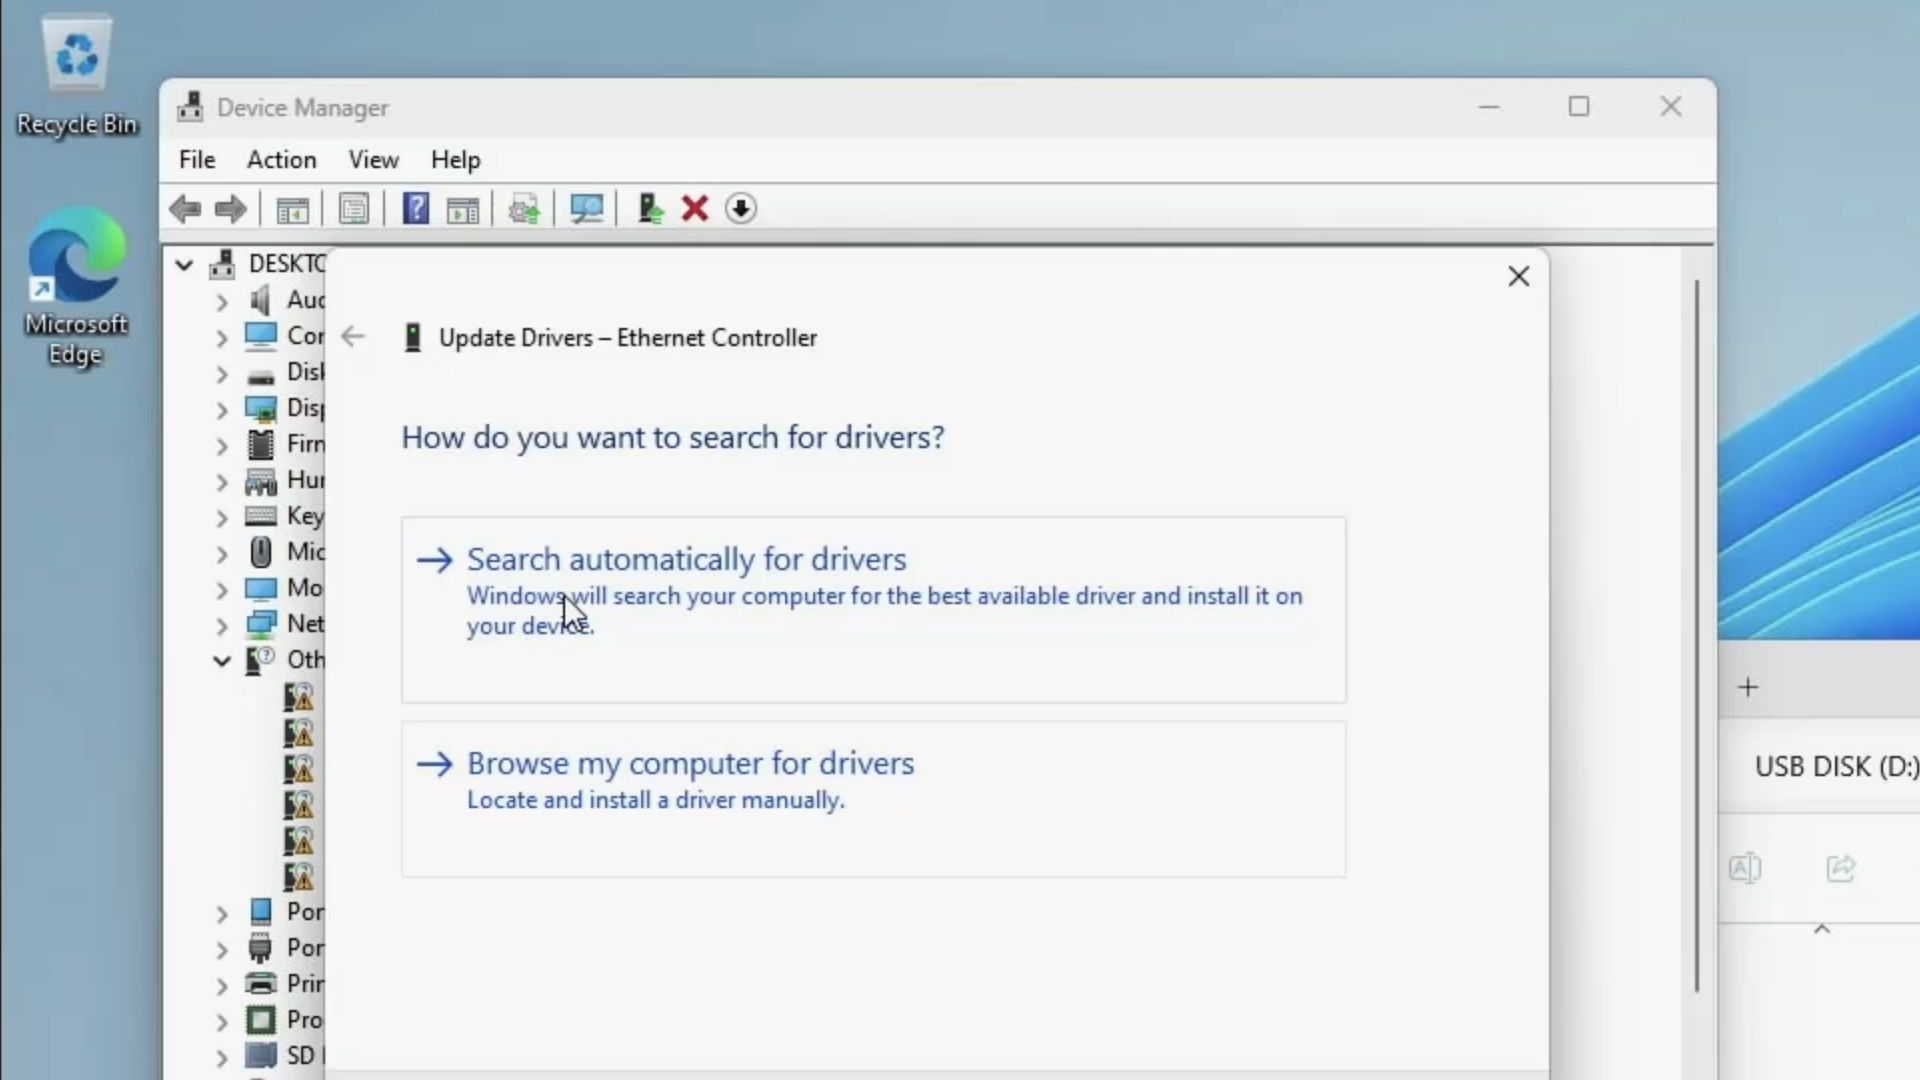 Recycle Bin
Microsoft
Edge
Device Manager
File Action View Help
DESKTO
Aud
Cor
Disk
Disp
Firn
Hur
Key
Mic
Mo
Net
Oth
Por
Por
Prin
Pro
SD
Update Drivers – Ethernet Controller
How do you want to search for drivers?
Search automatically for drivers
Windows will search your computer for the best available driver and install it on
your device.
Browse my computer for drivers
Locate and install a driver manually.
USB DISK (D:)